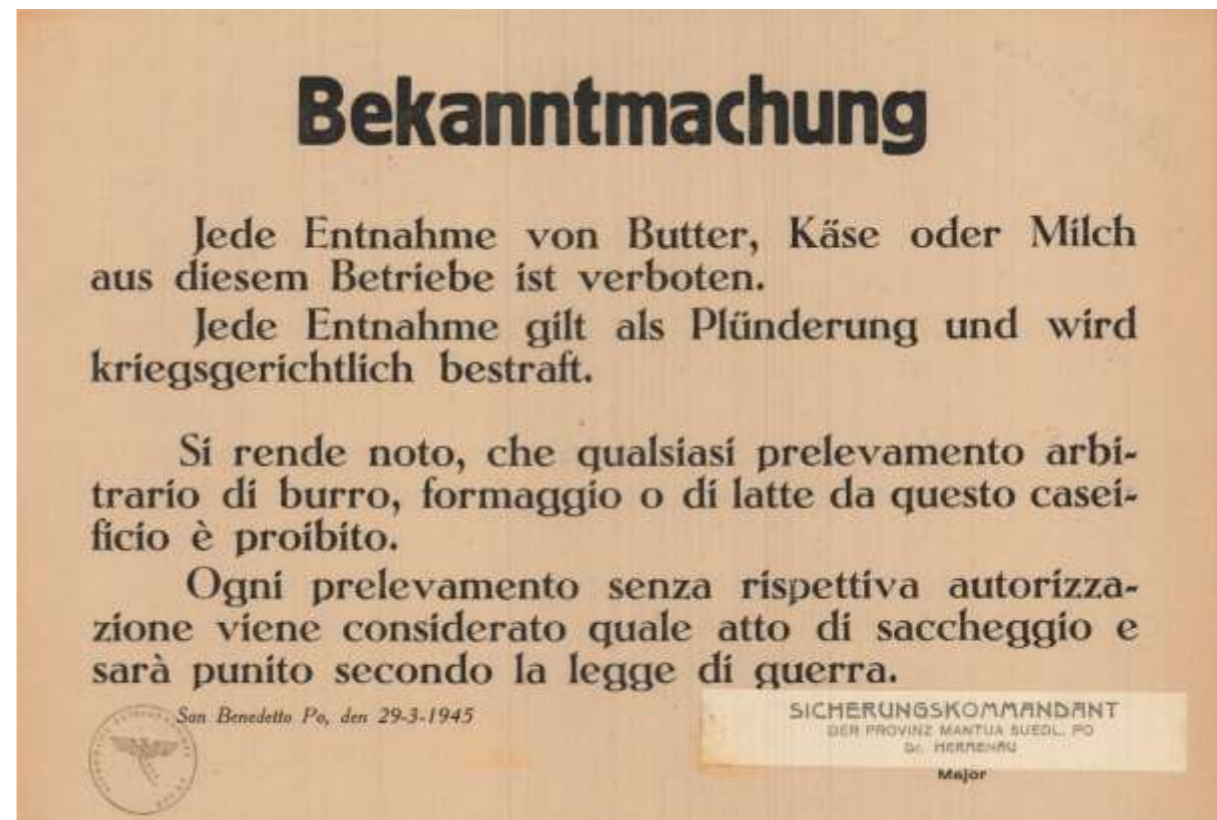 Bekanntmachung
Jede Entnahme von Butter, Käse oder Milch
aus diesem Betriebe ist verboten.
Jede Entnahme gilt als Plünderung und wird
kriegsgerichtlich bestraft.
Si rende noto, che qualsiasi prelevamento arbi-
trario di burro, formaggio o di latte da questo casei-
ficio è proibito.
Ogni prelevamento senza rispettiva autorizza-
zione viene considerato quale atto di saccheggio e
sarà punito secondo la legge di guerra.
San Benedetto Po, den 29-3-1945
SICHERUNGSKOMMANDANT
DER PROVINZ MANTUA SUEDL. PO
Dr. HERRENAU
Major